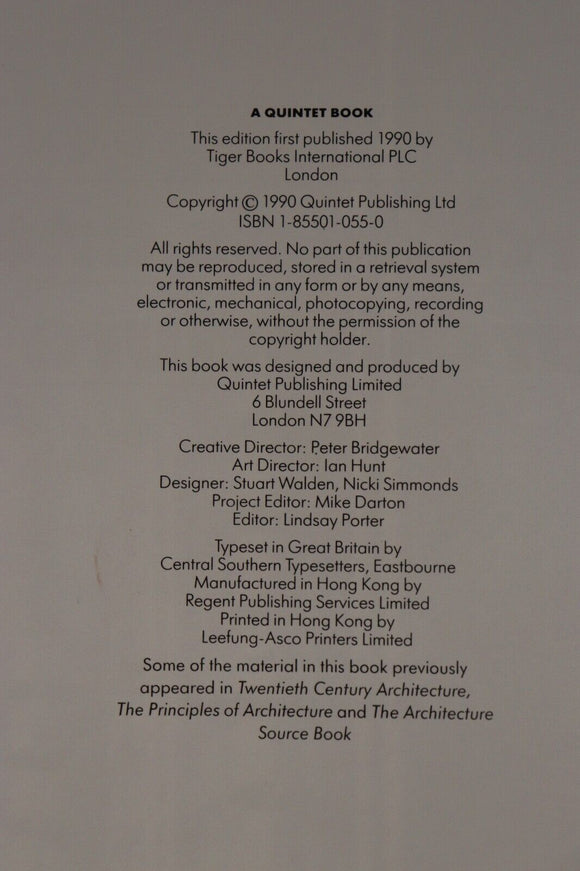 A QUINTET BOOK
This edition first published 1990 by
Tiger Books International PLC
London
Copyright © 1990 Quintet Publishing Ltd
ISBN 1-85501-055-0
All rights reserved. No part of this publication
may be reproduced, stored in a retrieval system
or transmitted in any form or by any means,
electronic, mechanical, photocopying, recording
or otherwise, without the permission of the
copyright holder.
This book was designed and produced by
Quintet Publishing Limited
6 Blundell Street
London N7 9BH
Creative Director: Peter Bridgewater
Art Director: Ian Hunt
Designer: Stuart Walden, Nicki Simmonds
Project Editor: Mike Darton
Editor: Lindsay Porter
Typeset in Great Britain by
Central Southern Typesetters, Eastbourne
Manufactured in Hong Kong by
Regent Publishing Services Limited
Printed in Hong Kong by
Leefung-Asco Printers Limited
Some of the material in this book previously
appeared in Twentieth Century Architecture,
The Principles of Architecture and The Architecture
Source Book